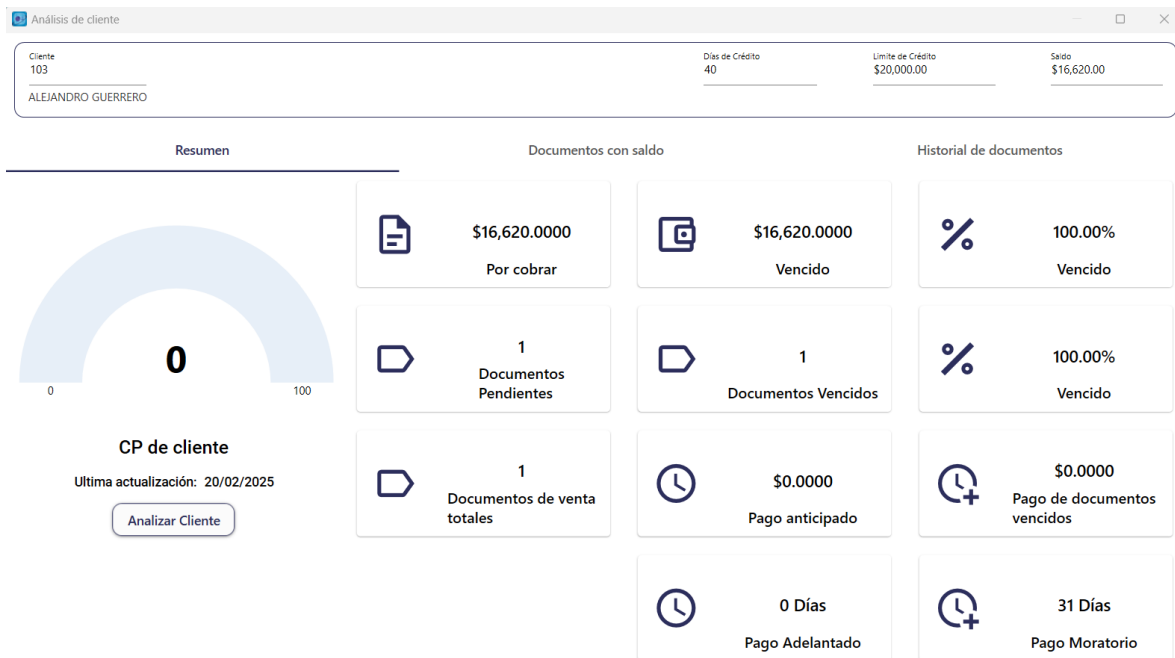 Análisis de cliente
Cliente
103
ALEJANDRO GUERRERO
Días de Crédito
40
Limite de Crédito
$20,000.00
Saldo
$16,620.00
Resumen
Documentos con saldo
Historial de documentos
0
0
100
CP de cliente
Ultima actualización: 20/02/2025
Analizar Cliente
$16,620.0000
Por cobrar
$16,620.0000
Vencido
100.00%
Vencido
1
Documentos
Pendientes
1
Documentos Vencidos
100.00%
Vencido
1
Documentos de venta
totales
$0.0000
Pago anticipado
$0.0000
Pago de documentos
vencidos
0 Días
Pago Adelantado
31 Días
Pago Moratorio